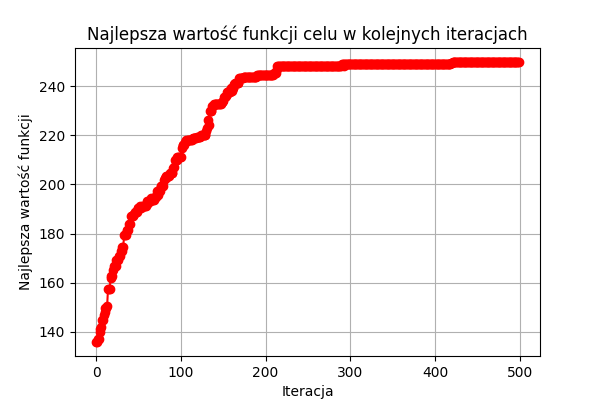 Najlepsza wartość funkcji celu w kolejnych iteracjach
Najlepsza wartość funkcji
240
220
200
180
160
140
0 100 200 300 400 500
Iteracja